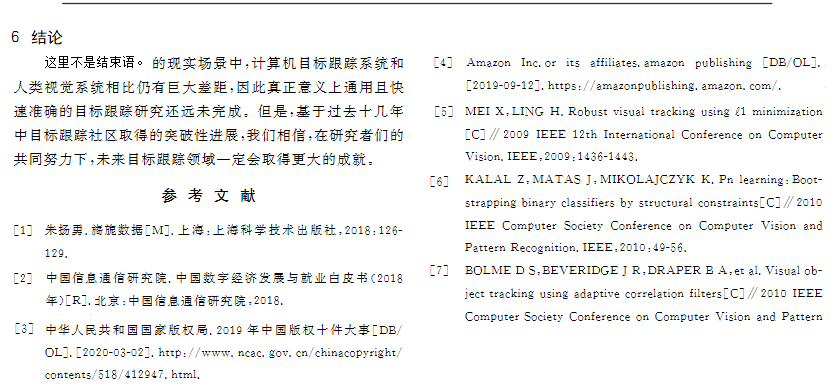 6 结论
这里不是结束语。的现实场景中,计算机目标跟踪系统和
人类视觉系统相比仍有巨大差距,因此真正意义上通用且快
速准确的目标跟踪研究还远未完成。但是,基于过去十几年
中目标跟踪社区取得的突破性进展,我们相信,在研究者们的
共同努力下,未来目标跟踪领域一定会取得更大的成就。
参 考 文 献
[1] 朱扬勇.旖旎数据[M].上海:上海科学技术出版社,2018:126-
129.
[2] 中国信息通信研究院.中国数字经济发展与就业白皮书(2018
年)[R].北京:中国信息通信研究院,2018.
[3] 中华人民共和国国家版权局.2019年中国版权十件大事[DB/
OL].[2020-03-02]. http://www.ncac.gov.cn/chinacopyright/
contents/518/412947.html.
[4] Amazon Inc. or its affiliates. amazon publishing [DB/OL].
[2019-09-12]. https://amazonpublishing.amazon.com/.
[5] MEI X,LING H. Robust visual tracking using ℓ1 minimization
[C]∥2009 IEEE 12th International Conference on Computer
Vision. IEEE,2009:1436-1443.
[6] KALAL Z,MATAS J,MIKOLAJCZYK K. Pn learning:Boot-
strapping binary classifiers by structural constraints[C]∥2010
IEEE Computer Society Conference on Computer Vision and
Pattern Recognition. IEEE,2010:49-56.
[7] BOLME D S,BEVERIDGE J R,DRAPER B A,et al. Visual ob-
ject tracking using adaptive correlation filters[C]∥2010 IEEE
Computer Society Conference on Computer Vision and Pattern